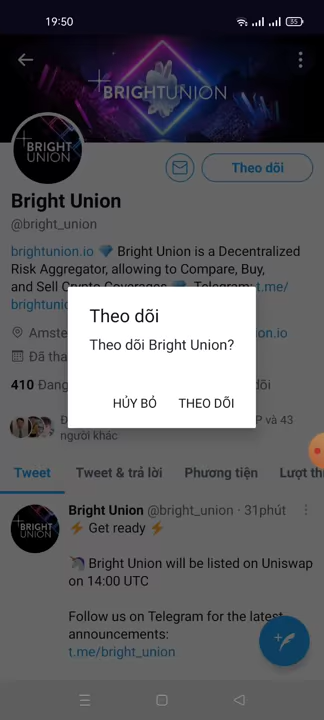 19:50
55
BRIGHTUNION
BRIGHT
UNION
Theo dõi
Bright Union
@bright_union
brightunion.io 💎 Bright Union is a Decentralized
Risk Aggregator, allowing to Compare, Buy,
and Sell Crypto Coverages 💎 Telegram: t.me/
brightunio
Amste
n.io
Đã tha
410 Đang
dõi
Theo dõi
Theo dõi Bright Union?
HỦY BỎ
THEO DÕI
P và 43
người khác
Tweet
Tweet & trả lời
Phương tiện
Lượt th
BRIGHT
UNION
Bright Union @bright_union · 31phút
⚡ Get ready ⚡
🦄 Bright Union will be listed on Uniswap
on 14:00 UTC
Follow us on Telegram for the latest
announcements:
t.me/bright_union